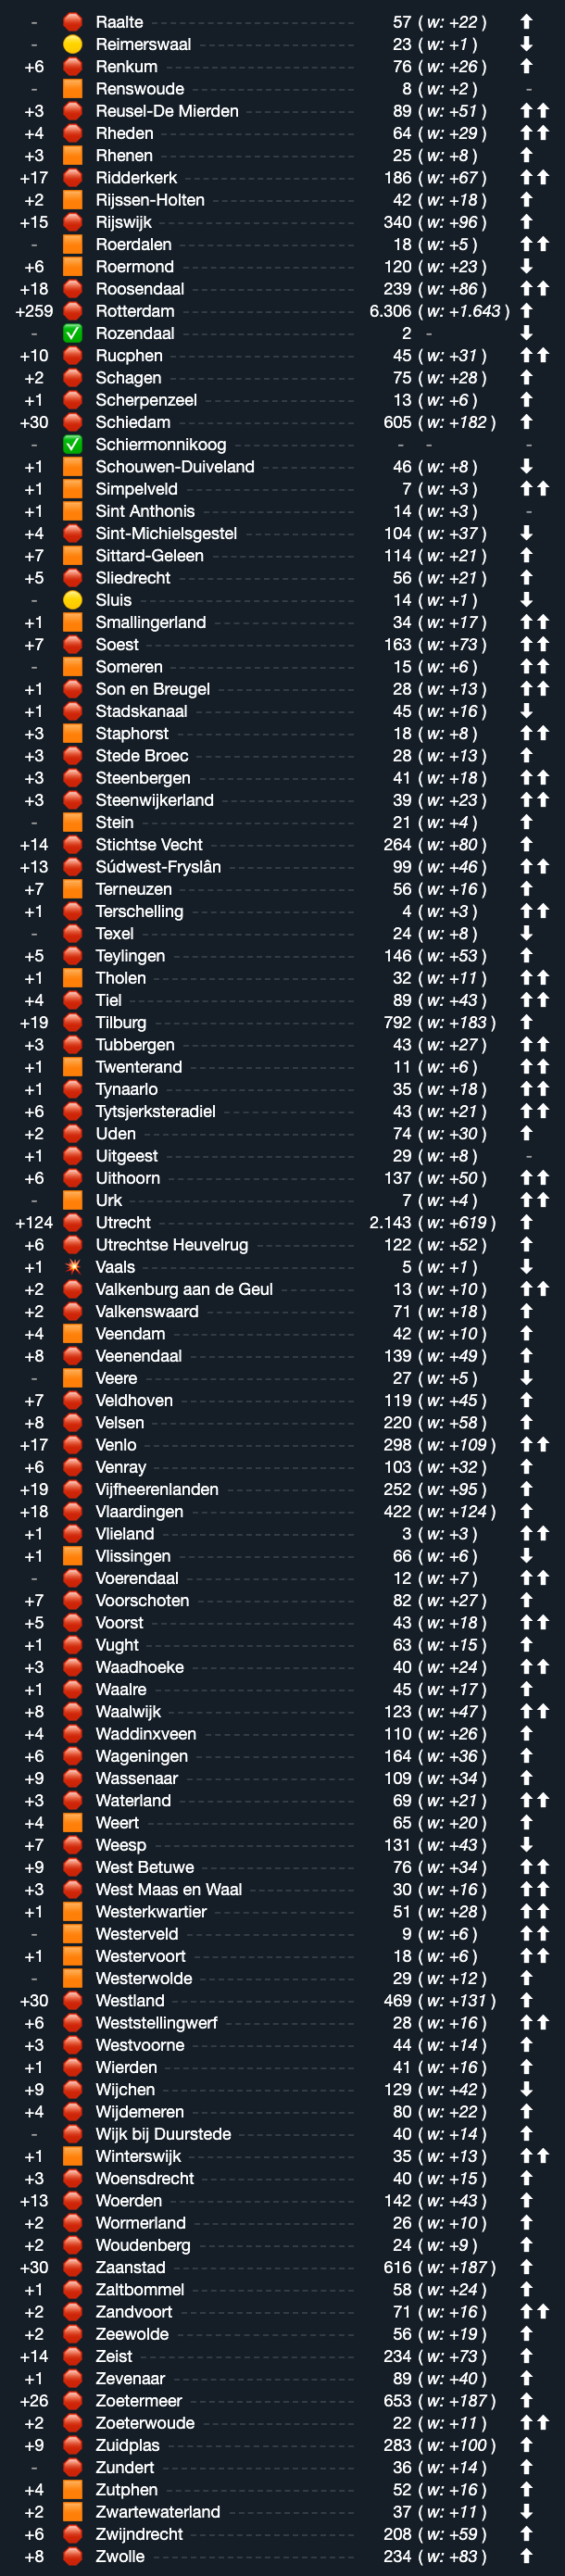 - Raalte 57 ( w: +22 )
- Reimerswaal 23 ( w: +1 )
+6 Renkum 76 ( w: +26 )
- Renswoude 8 ( w: +2 ) -
+3 Reusel-De Mierden 89 ( w: +51 )
+4 Rheden 64 ( w: +29 )
+3 Rhenen 25 ( w: +8 )
+17 Ridderkerk 186 ( w: +67 )
+2 Rijssen-Holten 42 ( w: +18 )
+15 Rijswijk 340 ( w: +96 )
- Roerdalen 18 ( w: +5 )
+6 Roermond 120 ( w: +23 )
+18 Roosendaal 239 ( w: +86 )
+259 Rotterdam 6.306 ( w: +1.643 )
- Rozendaal 2 -
+10 Rucphen 45 ( w: +31 )
+2 Schagen 75 ( w: +28 )
+1 Scherpenzeel 13 ( w: +6 )
+30 Schiedam 605 ( w: +182 )
- Schiermonnikoog - - -
+1 Schouwen-Duiveland 46 ( w: +8 )
+1 Simpelveld 7 ( w: +3 )
+1 Sint Anthonis 14 ( w: +3 ) -
+4 Sint-Michielsgestel 104 ( w: +37 )
+7 Sittard-Geleen 114 ( w: +21 )
+5 Sliedrecht 56 ( w: +21 )
- Sluis 14 ( w: +1 )
+1 Smallingerland 34 ( w: +17 )
+7 Soest 163 ( w: +73 )
- Someren 15 ( w: +6 )
+1 Son en Breugel 28 ( w: +13 )
+1 Stadskanaal 45 ( w: +16 )
+3 Staphorst 18 ( w: +8 )
+3 Stede Broec 28 ( w: +13 )
+3 Steenbergen 41 ( w: +18 )
+3 Steenwijkerland 39 ( w: +23 )
- Stein 21 ( w: +4 )
+14 Stichtse Vecht 264 ( w: +80 )
+13 Súdwest-Fryslân 99 ( w: +46 )
+7 Terneuzen 56 ( w: +16 )
+1 Terschelling 4 ( w: +3 )
- Texel 24 ( w: +8 )
+5 Teylingen 146 ( w: +53 )
+1 Tholen 32 ( w: +11 )
+4 Tiel 89 ( w: +43 )
+19 Tilburg 792 ( w: +183 )
+3 Tubbergen 43 ( w: +27 )
+1 Twenterand 11 ( w: +6 )
+1 Tynaarlo 35 ( w: +18 )
+6 Tytsjerksteradiel 43 ( w: +21 )
+2 Uden 74 ( w: +30 )
+1 Uitgeest 29 ( w: +8 ) -
+6 Uithoorn 137 ( w: +50 )
- Urk 7 ( w: +4 )
+124 Utrecht 2.143 ( w: +619 )
+6 Utrechtse Heuvelrug 122 ( w: +52 )
+1 Vaals 5 ( w: +1 )
+2 Valkenburg aan de Geul 13 ( w: +10 )
+2 Valkenswaard 71 ( w: +18 )
+4 Veendam 42 ( w: +10 )
+8 Veenendaal 139 ( w: +49 )
- Veere 27 ( w: +5 )
+7 Veldhoven 119 ( w: +45 )
+8 Velsen 220 ( w: +58 )
+17 Venlo 298 ( w: +109 )
+6 Venray 103 ( w: +32 )
+19 Vijfheerenlanden 252 ( w: +95 )
+18 Vlaardingen 422 ( w: +124 )
+1 Vlieland 3 ( w: +3 )
+1 Vlissingen 66 ( w: +6 )
- Voerendaal 12 ( w: +7 )
+7 Voorschoten 82 ( w: +27 )
+5 Voorst 43 ( w: +18 )
+1 Vught 63 ( w: +15 )
+3 Waadhoeke 40 ( w: +24 )
+1 Waalre 45 ( w: +17 )
+8 Waalwijk 123 ( w: +47 )
+4 Waddinxveen 110 ( w: +26 )
+6 Wageningen 164 ( w: +36 )
+9 Wassenaar 109 ( w: +34 )
+3 Waterland 69 ( w: +21 )
+4 Weert 65 ( w: +20 )
+7 Weesp 131 ( w: +43 )
+9 West Betuwe 76 ( w: +34 )
+3 West Maas en Waal 30 ( w: +16 )
+1 Westerkwartier 51 ( w: +28 )
- Westerveld 9 ( w: +6 )
+1 Westervoort 18 ( w: +6 )
- Westerwolde 29 ( w: +12 )
+30 Westland 469 ( w: +131 )
+6 Weststellingwerf 28 ( w: +16 )
+3 Westvoorne 44 ( w: +14 )
+1 Wierden 41 ( w: +16 )
+9 Wijchen 129 ( w: +42 )
+4 Wijdemeren 80 ( w: +22 )
- Wijk bij Duurstede 40 ( w: +14 )
+1 Winterswijk 35 ( w: +13 )
+3 Woensdrecht 40 ( w: +15 )
+13 Woerden 142 ( w: +43 )
+2 Wormerland 26 ( w: +10 )
+2 Woudenberg 24 ( w: +9 )
+30 Zaanstad 616 ( w: +187 )
+1 Zaltbommel 58 ( w: +24 )
+2 Zandvoort 71 ( w: +16 )
+2 Zeewolde 56 ( w: +19 )
+14 Zeist 234 ( w: +73 )
+1 Zevenaar 89 ( w: +40 )
+26 Zoetermeer 653 ( w: +187 )
+2 Zoeterwoude 22 ( w: +11 )
+9 Zuidplas 283 ( w: +100 )
- Zundert 36 ( w: +14 )
+4 Zutphen 52 ( w: +16 )
+2 Zwartewaterland 37 ( w: +11 )
+6 Zwijndrecht 208 ( w: +59 )
+8 Zwolle 234 ( w: +83 )